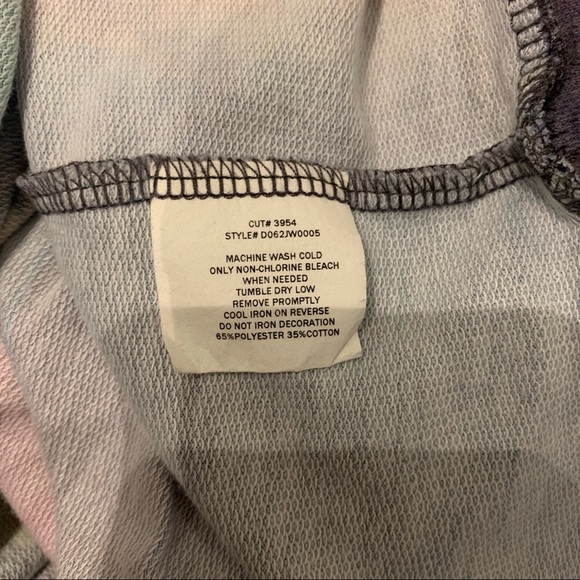 CUT# 3954
STYLE# D062JW0005
MACHINE WASH COLD
ONLY NON-CHLORINE BLEACH
WHEN NEEDED
TUMBLE DRY LOW
REMOVE PROMPTLY
COOL IRON ON REVERSE
DO NOT IRON DECORATION
65%POLYESTER 35%COTTON